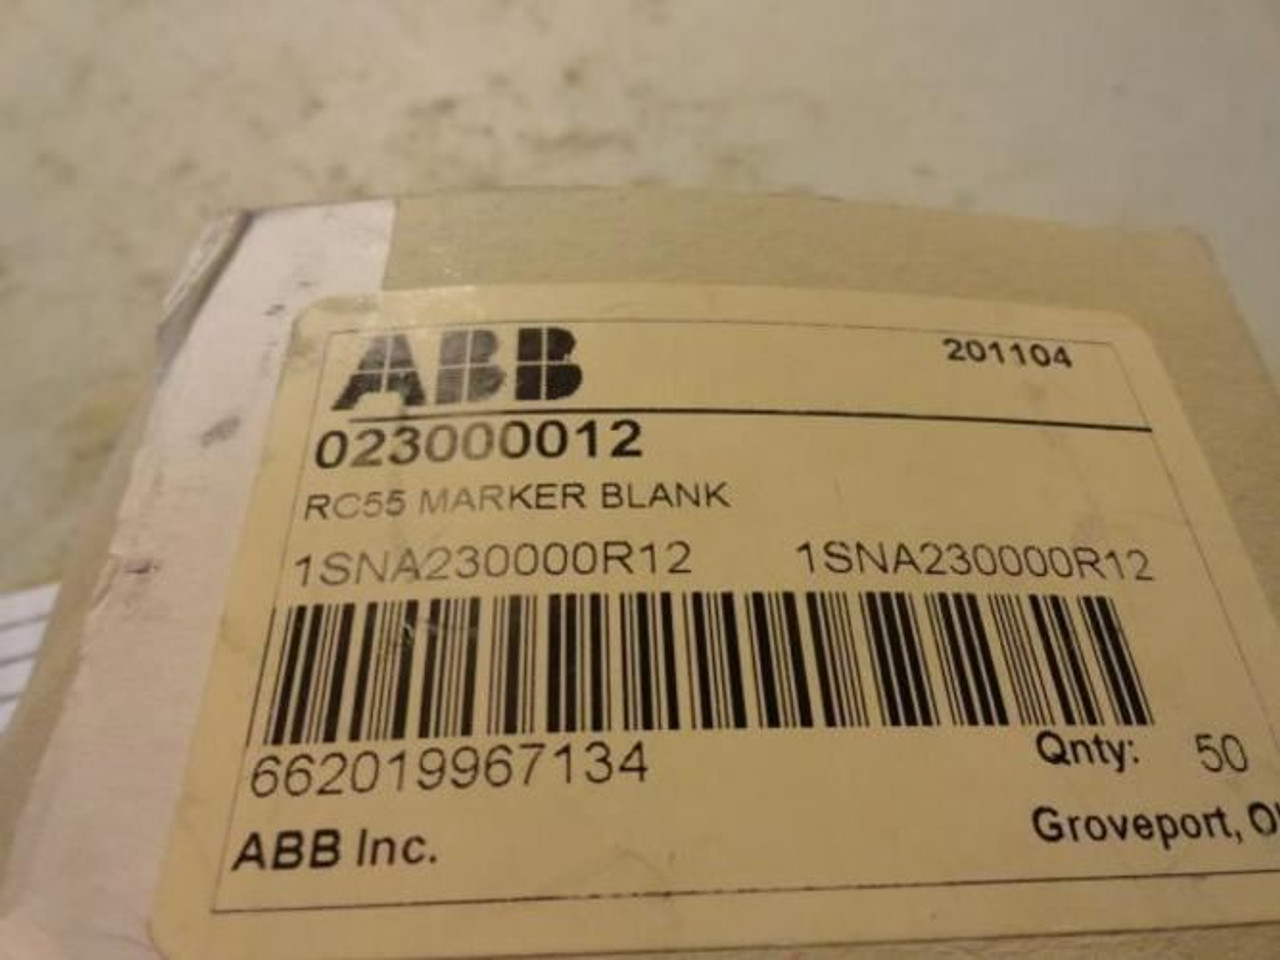 ABB
201104
023000012
RC55 MARKER BLANK
1SNA230000R12 1SNA230000R12
662019967134
Qnty: 50
ABB Inc.
Groveport,